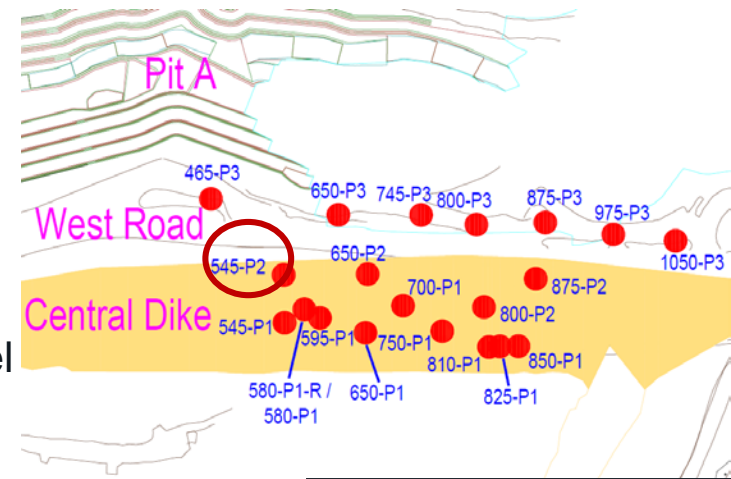 Pit A
465-P3
650-P3
745-P3
800-P3
875-P3
975-P3
1050-P3
West Road
545-P2
650-P2
875-P2
700-P1
800-P2
Central Dike
545-P1
595-P1
750-P1
810-P1
850-P1
el
580-P1-R /
580-P1
650-P1
825-P1